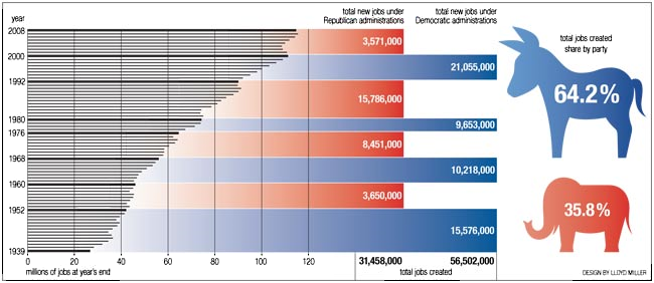 year
total new jobs under
Republican administrations
total new jobs under
Democratic administrations
2008
3,571,000
2000
21,055,000
1992
15,786,000
1980
9,653,000
1976
8,451,000
1968
10,218,000
1960
3,650,000
1952
15,576,000
1939
0 20 40 60 80 100 120
millions of jobs at year's end
31,458,000 56,502,000
total jobs created
total jobs created
share by party
64.2%
35.8%
DESIGN BY LLOYD MILLER